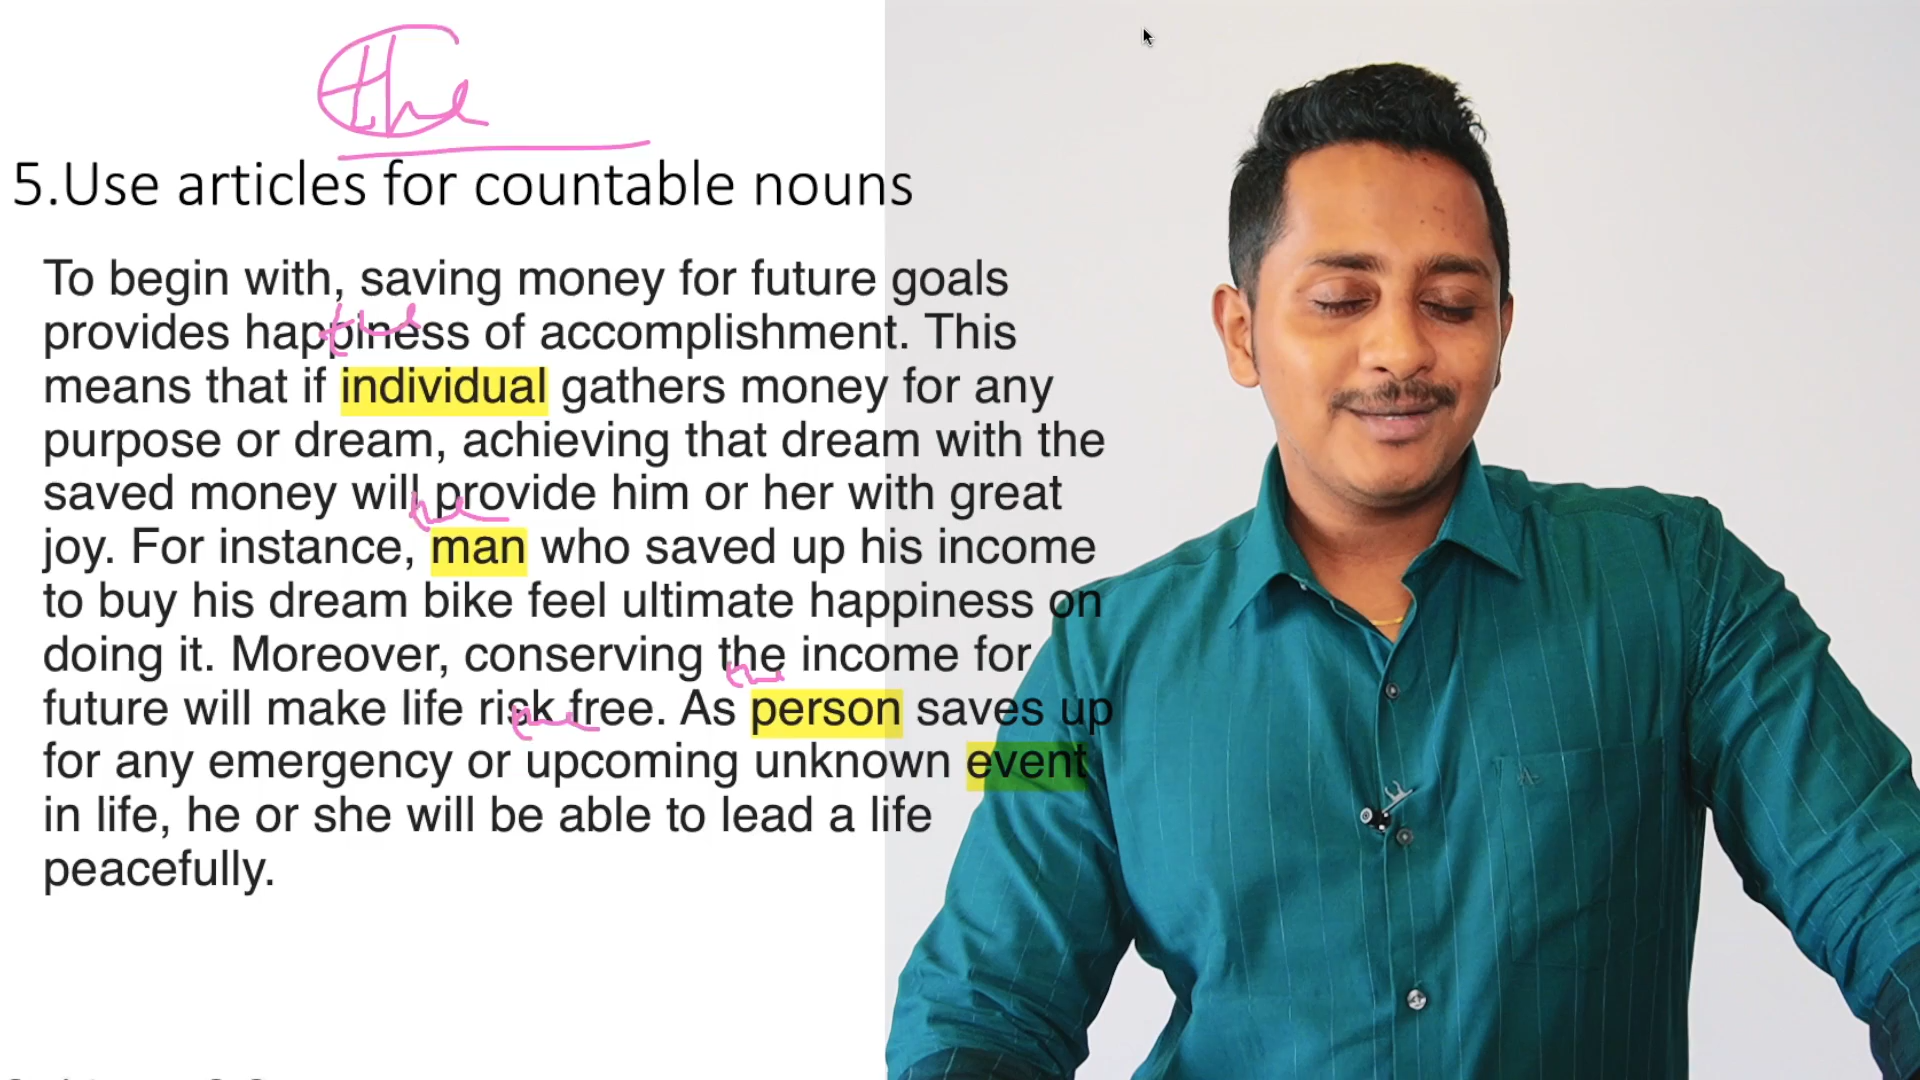 the
5.Use articles for countable nouns
To begin with, saving money for future goals
provides happiness of accomplishment. This
the
means that if individual gathers money for any
purpose or dream, achieving that dream with the
saved money will provide him or her with great
he
joy. For instance, man who saved up his income
to buy his dream bike feel ultimate happiness on
doing it. Moreover, conserving the income for
the
future will make life risk free. As person saves up
for any emergency or upcoming unknown event
in life, he or she will be able to lead a life
peacefully.